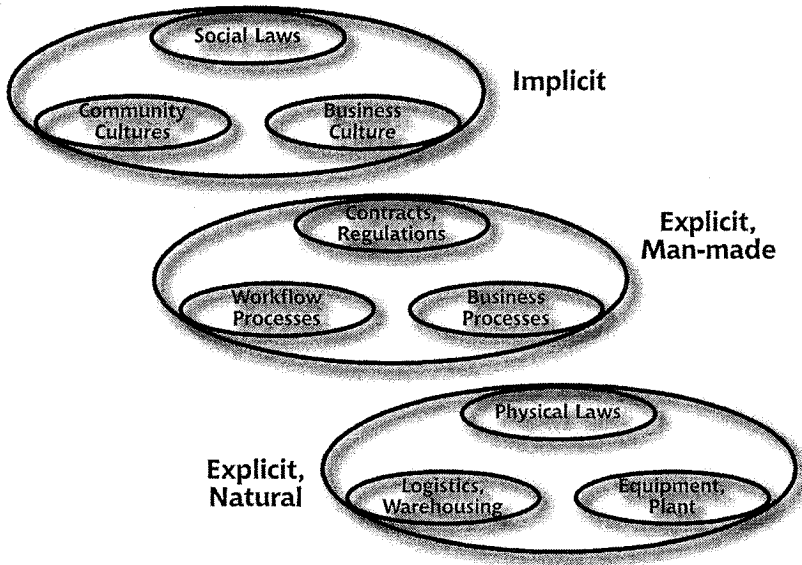 Social Laws
Implicit
Community
Cultures
Business
Culture
Contracts,
Regulations
Explicit,
Man-made
Workflow
Processes
Business
Processes
Physical Laws
Explicit,
Natural
Logistics,
Warehousing
Equipment,
Plant